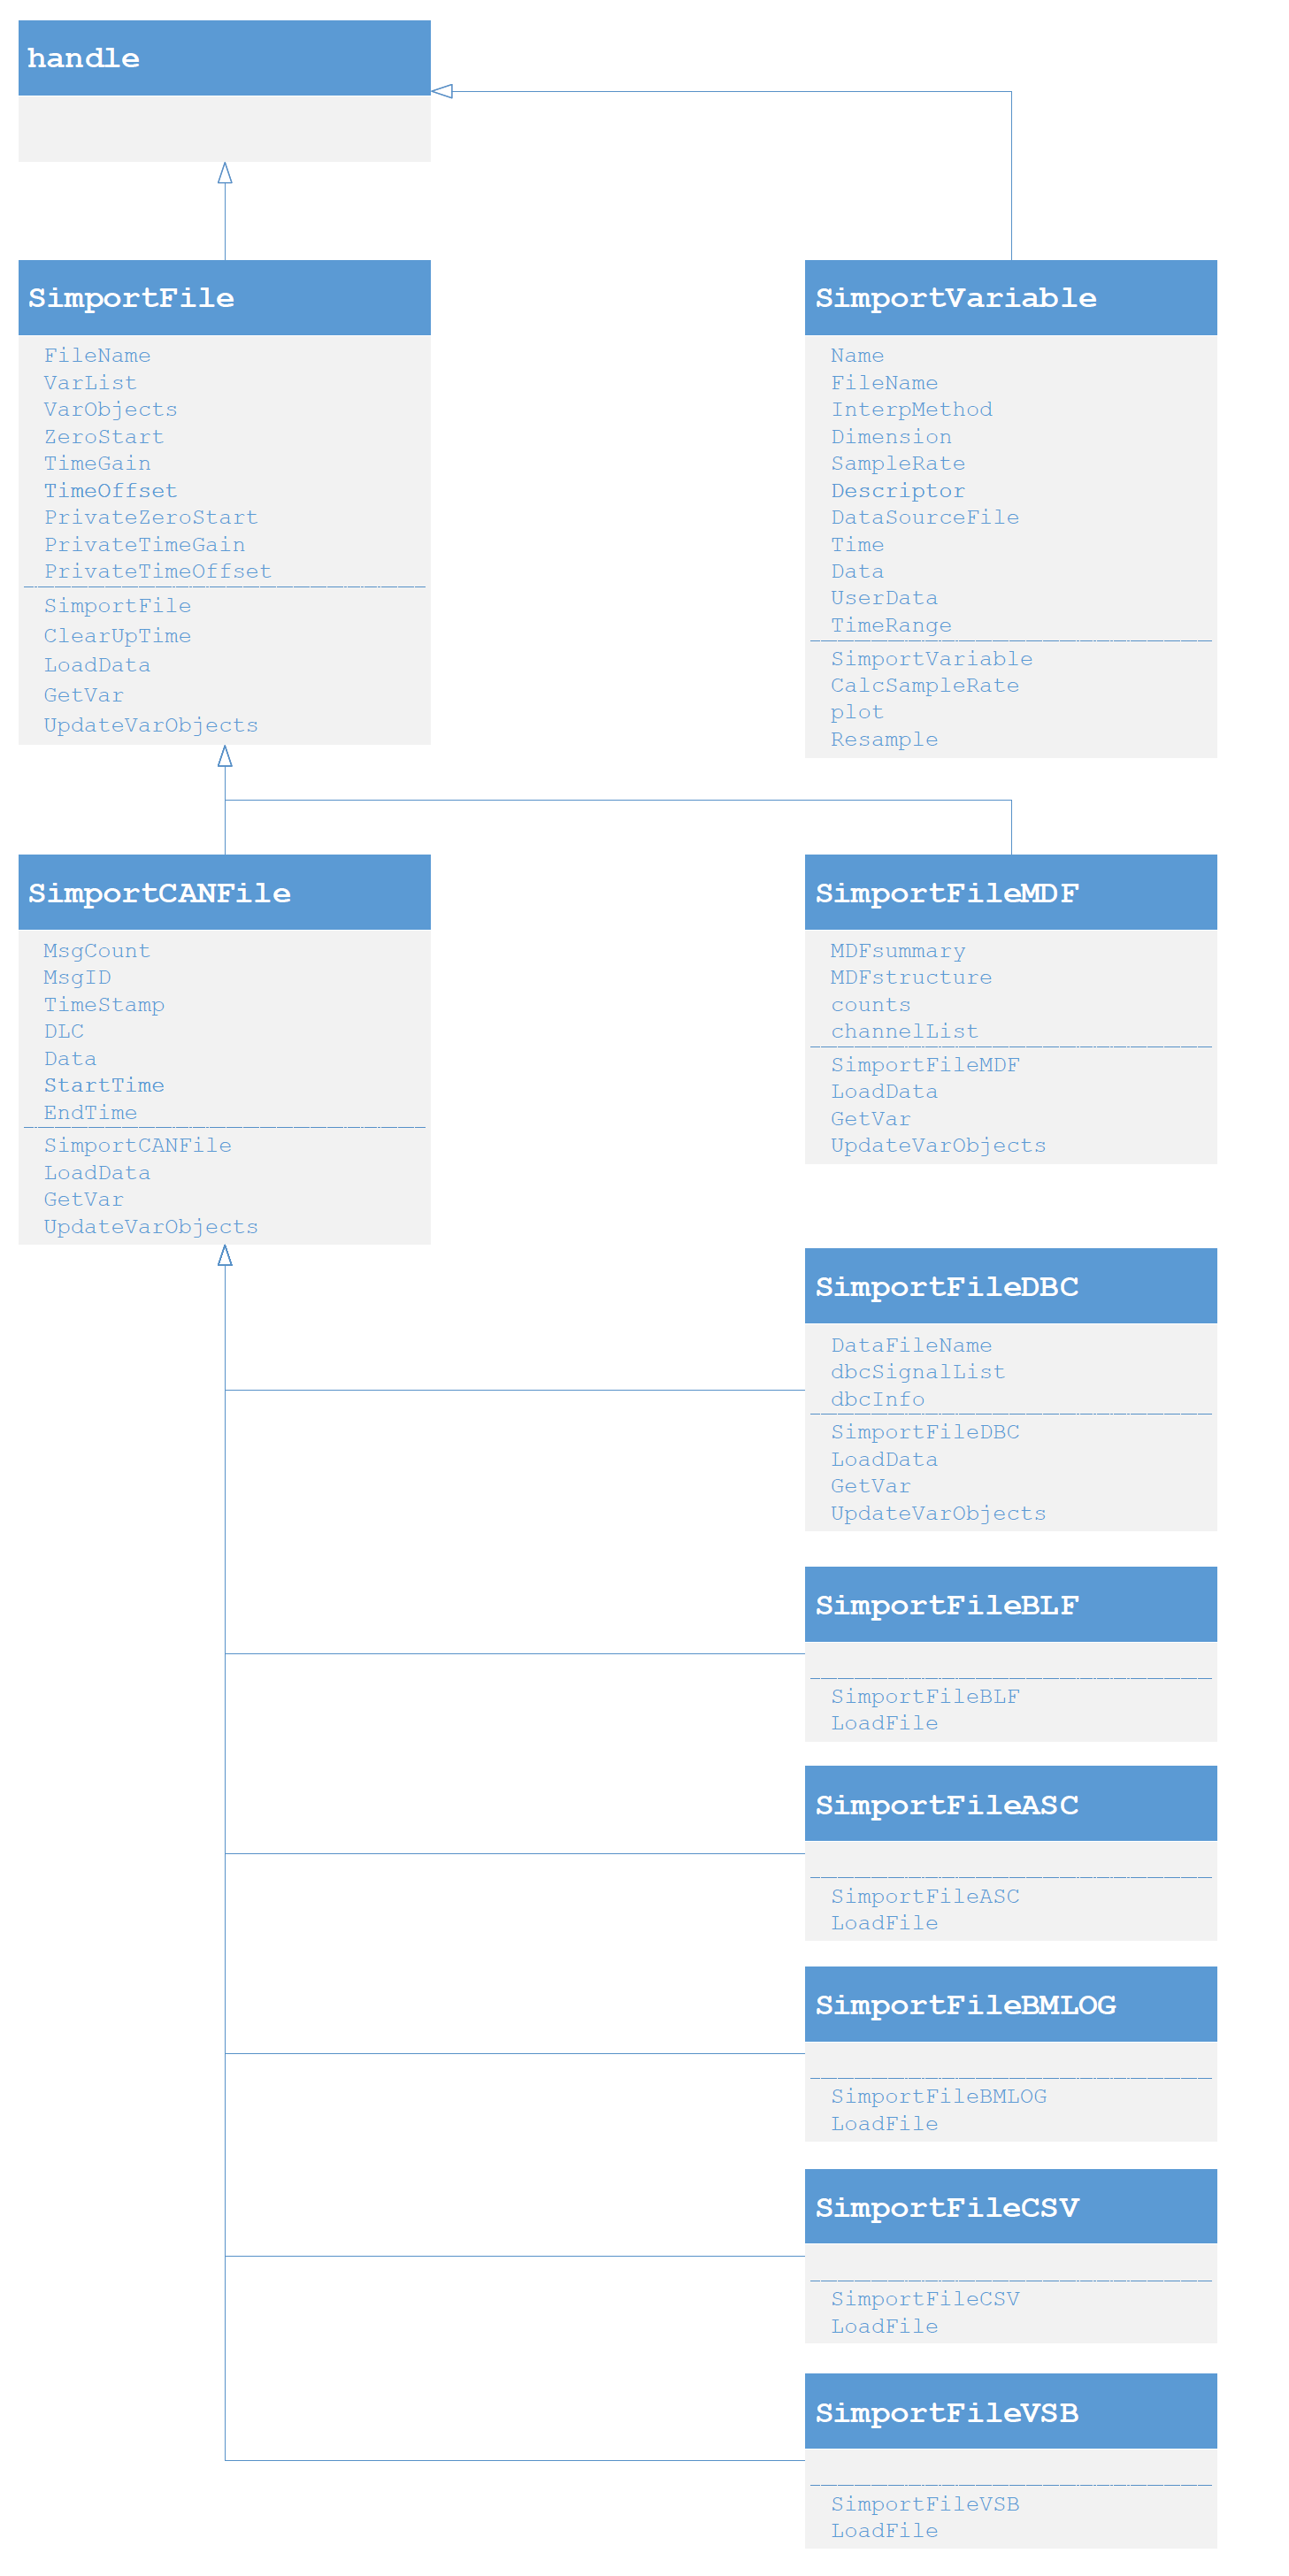 handle
SimportFile
FileName
VarList
VarObjects
ZeroStart
TimeGain
TimeOffset
PrivateZeroStart
PrivateTimeGain
PrivateTimeOffset
SimportFile
ClearUpTime
LoadData
GetVar
UpdateVarObjects
SimportVariable
Name
FileName
InterpMethod
Dimension
SampleRate
Descriptor
DataSourceFile
Time
Data
UserData
TimeRange
SimportVariable
CalcSampleRate
plot
Resample
SimportCANFile
MsgCount
MsgID
TimeStamp
DLC
Data
StartTime
EndTime
SimportCANFile
LoadData
GetVar
UpdateVarObjects
SimportFileMDF
MDFsummary
MDFstructure
counts
channelList
SimportFileMDF
LoadData
GetVar
UpdateVarObjects
SimportFileDBC
DataFileName
dbcSignalList
dbcInfo
SimportFileDBC
LoadData
GetVar
UpdateVarObjects
SimportFileBLF
SimportFileBLF
LoadFile
SimportFileASC
SimportFileASC
LoadFile
SimportFileBMLOG
SimportFileBMLOG
LoadFile
SimportFileCSV
SimportFileCSV
LoadFile
SimportFileVSB
SimportFileVSB
LoadFile